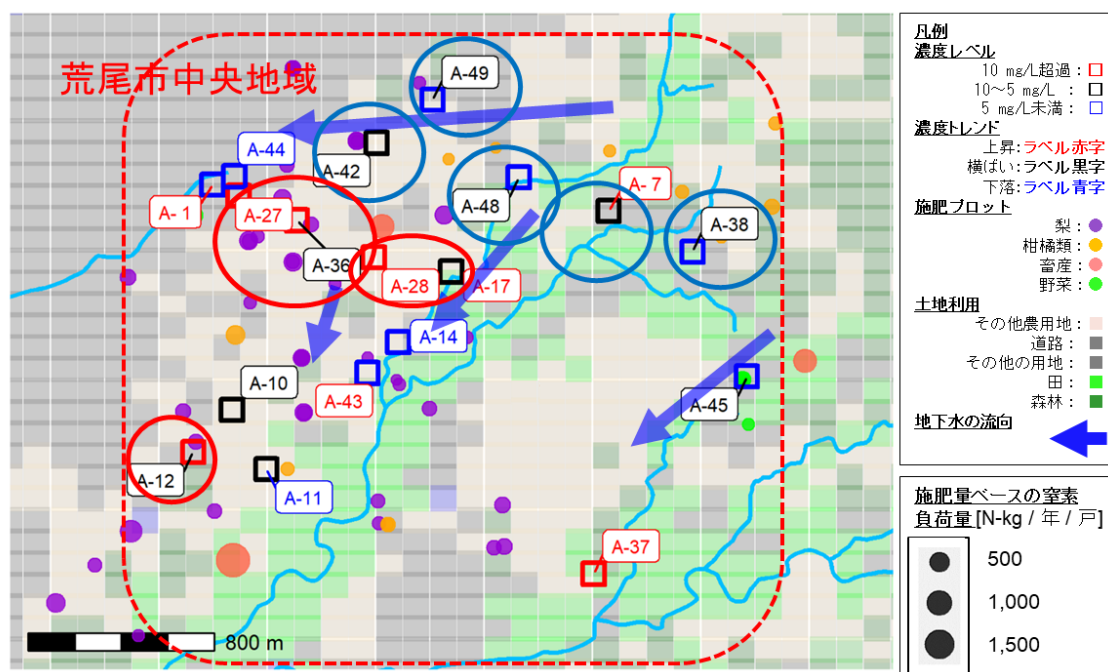 荒尾市中央地域
A-49
A-42
A-44
A- 1
A-27
A-36
A-48
A- 7
A-38
A-28
A-17
A-14
A-43
A-10
A-45
A-12
A-11
A-37
800 m
凡例
濃度レベル
10 mg/L超過：
10～5 mg/L：
5 mg/L未満：
濃度トレンド
上昇：ラベル赤字
横ばい：ラベル黒字
下落：ラベル青字
施肥プロット
梨：
柑橘類：
畜産：
野菜：
土地利用
その他農用地：
道路：
その他の用地：
田：
森林：
地下水の流向
施肥量ベースの窒素
負荷量 [N-kg / 年 / 戸]
500
1,000
1,500